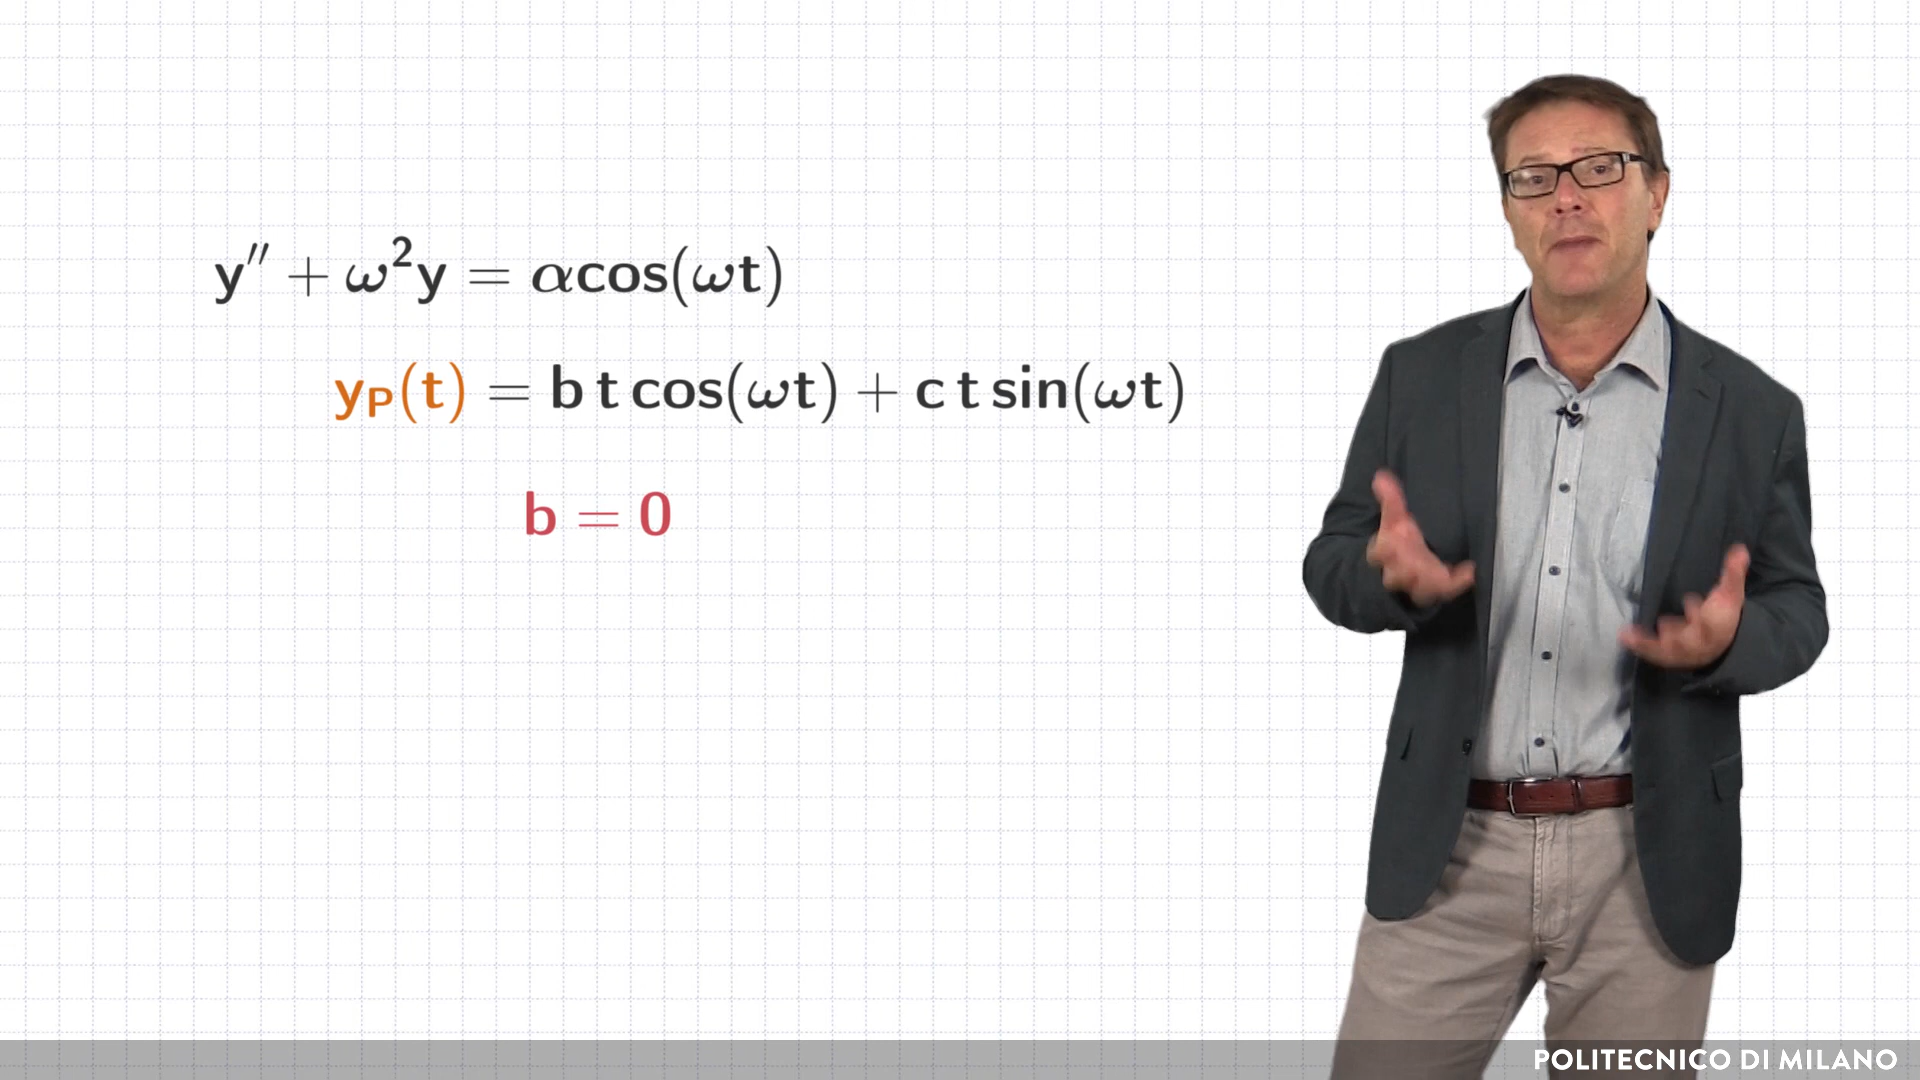 y″ + ω²y = αcos(ωt)
yₚ(t) = b t cos(ωt) + c t sin(ωt)
b = 0
POLITECNICO DI MILANO